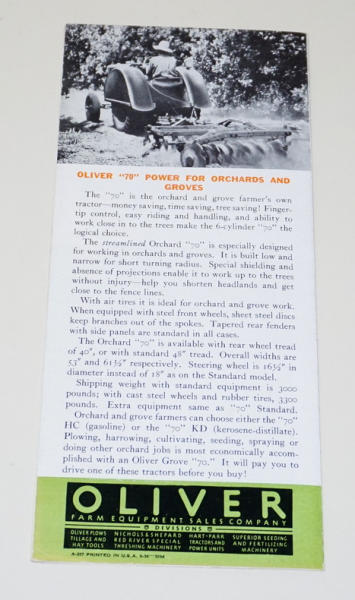 OLIVER "70" POWER FOR ORCHARDS AND
GROVES
The "70" is the orchard and grove farmer's own
tractor—money saving, time saving, tree saving! Finger-
tip control, easy riding and handling, and ability to
work close in to the trees make the 6-cylinder "70" the
logical choice.
The streamlined Orchard "70" is especially designed
for working in orchards and groves. It is built low and
narrow for short turning radius. Special shielding and
absence of projections enable it to work up to the trees
without injury—help you shorten headlands and get
close to the fence lines.
With air tires it is ideal for orchard and grove work.
When equipped with steel front wheels, sheet steel discs
keep branches out of the spokes. Tapered rear fenders
with side panels are standard in all cases.
The Orchard "70" is available with rear wheel tread
of 40", or with standard 48" tread. Overall widths are
53" and 61½" respectively. Steering wheel is 16½" in
diameter instead of 18" as on the Standard model.
Shipping weight with standard equipment is 3000
pounds; with cast steel wheels and rubber tires, 3300
pounds. Extra equipment same as "70" Standard.
Orchard and grove farmers can choose either the "70"
HC (gasoline) or the "70" KD (kerosene-distillate).
Plowing, harrowing, cultivating, seeding, spraying or
doing other orchard jobs is most economically accom-
plished with an Oliver Grove "70." It will pay you to
drive one of these tractors before you buy!
OLIVER
FARM EQUIPMENT SALES COMPANY
DIVISIONS
OLIVER PLOWS NICHOLS & SHEPARD HART-PARR SUPERIOR SEEDING
TILLAGE AND RED RIVER SPECIAL TRACTORS AND AND FERTILIZING
HAY TOOLS THRESHING MACHINERY POWER UNITS MACHINERY
PRINTED IN U.S.A.